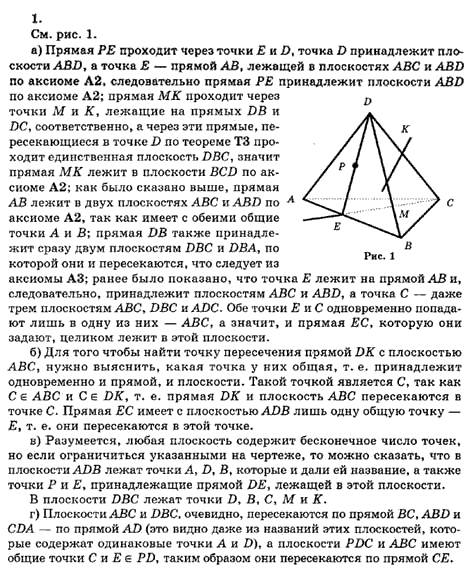 1.
См. рис. 1.
а) Прямая PE проходит через точки E и D, точка D принадлежит пло-
скости ABD, а точка E — прямой AB, лежащей в плоскостях ABC и ABD
по аксиоме А2, следовательно прямая PE принадлежит плоскости ABD
по аксиоме А2; прямая MK проходит через
точки M и K, лежащие на прямых DB и
DC, соответственно, а через эти прямые, пе-
ресекающиеся в точке D по теореме Т3 про-
ходит единственная плоскость DBC, значит
прямая MK лежит в плоскости BCD по ак-
сиоме А2; как было сказано выше, прямая
AB лежит в двух плоскостях ABC и ABD по
аксиоме А2, так как имеет с обеими общие
точки A и B; прямая DB также принадле-
жит сразу двум плоскостям DBC и DBA, по
которой они и пересекаются, что следует из
аксиомы А3; ранее было показано, что точка E лежит на прямой AB и,
следовательно, принадлежит плоскостям ABC и ABD, а точка C — даже
трем плоскостям ABC, DBC и ADC. Обе точки E и C одновременно попада-
ют лишь в одну из них — ABC, а значит, и прямая EC, которую они
задают, целиком лежит в этой плоскости.
D
K
P
A
C
M
E
B
Рис. 1
б) Для того чтобы найти точку пересечения прямой DK с плоскостью
ABC, нужно выяснить, какая точка у них общая, т. е. принадлежит
одновременно и прямой, и плоскости. Такой точкой является C, так как
C ∈ ABC и C ∈ DK, т. е. прямая DK и плоскость ABC пересекаются в
точке C. Прямая EC имеет с плоскостью ADB лишь одну общую точку —
E, т. е. они пересекаются в этой точке.
в) Разумеется, любая плоскость содержит бесконечное число точек,
но если ограничиться указанными на чертеже, то можно сказать, что в
плоскости ADB лежат точки A, D, B, которые и дали ей название, а также
точки P и E, принадлежащие прямой DE, лежащей в этой плоскости.
В плоскости DBC лежат точки D, B, C, M и K.
г) Плоскости ABC и DBC, очевидно, пересекаются по прямой BC, ABD и
CDA — по прямой AD (это видно даже из названий этих плоскостей, кото-
рые содержат одинаковые точки A и D), а плоскости PDC и ABC имеют
общие точки C и E ∈ PD, таким образом они пересекаются по прямой CE.